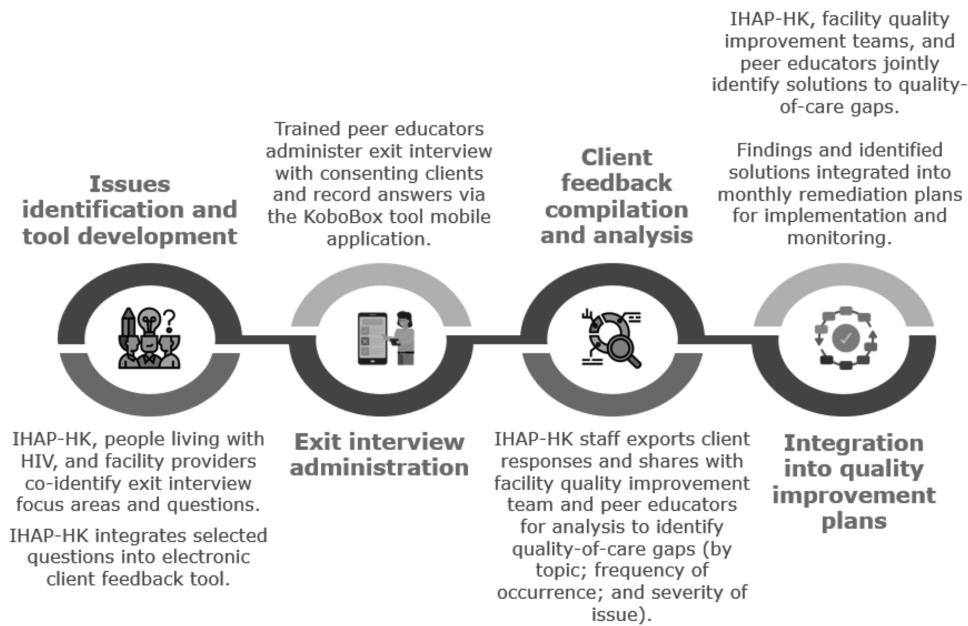 Issues
identification and
tool development
IHAP-HK, people living with
HIV, and facility providers
co-identify exit interview
focus areas and questions.
IHAP-HK integrates selected
questions into electronic
client feedback tool.
Trained peer educators
administer exit interview
with consenting clients
and record answers via
the KoboBox tool mobile
application.
Exit interview
administration
Client
feedback
compilation
and analysis
IHAP-HK staff exports client
responses and shares with
facility quality improvement
team and peer educators
for analysis to identify
quality-of-care gaps (by
topic; frequency of
occurrence; and severity of
issue).
IHAP-HK, facility quality
improvement teams, and
peer educators jointly
identify solutions to quality-
of-care gaps.
Findings and identified
solutions integrated into
monthly remediation plans
for implementation and
monitoring.
Integration
into quality
improvement
plans